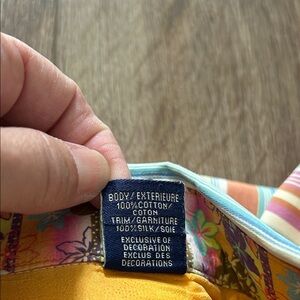 BODY/EXTERIEURE
100%COTTON/
COTON
TRIM/GARNITURE
100%SILK/SOIE
EXCLUSIVE OF
DECORATION
EXCLUS DES
DECORATIONS